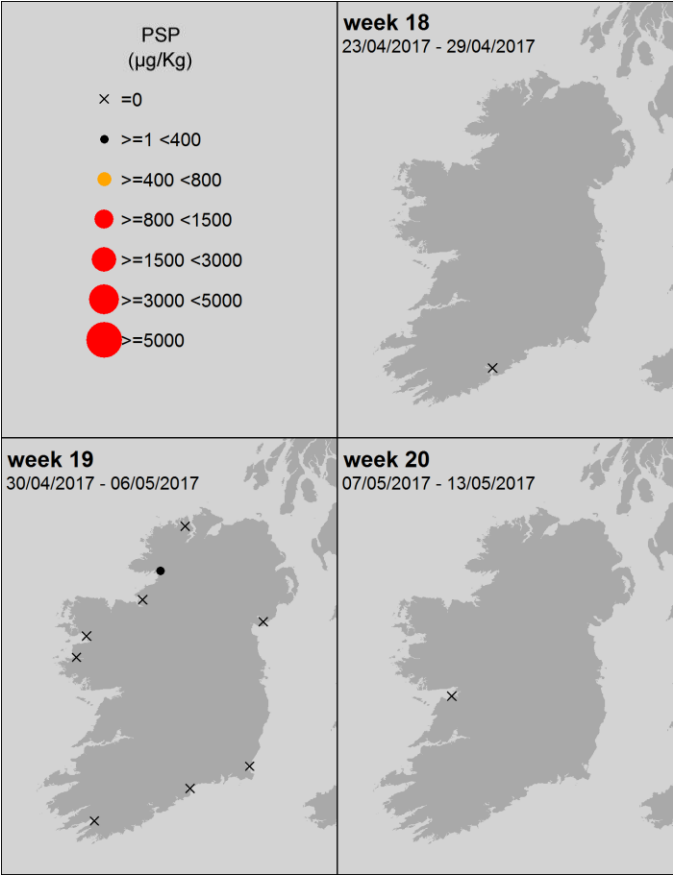 PSP
(µg/Kg)
=0
>=1 <400
>=400 <800
>=800 <1500
>=1500 <3000
>=3000 <5000
>=5000
week 18
23/04/2017 - 29/04/2017
week 19
30/04/2017 - 06/05/2017
week 20
07/05/2017 - 13/05/2017